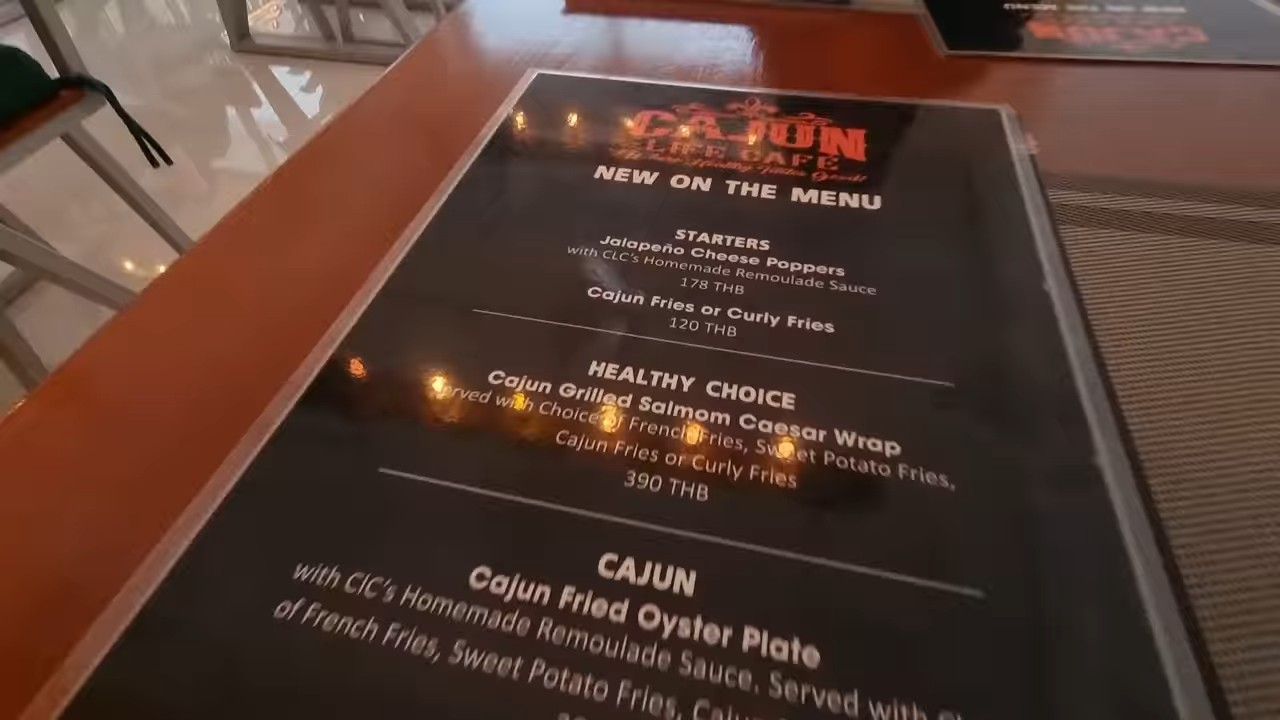 CAJUN
LIFE CAFE
NEW ON THE MENU
STARTERS
Jalapeño Cheese Poppers
with CLC's Homemade Remoulade Sauce
178 THB
Cajun Fries or Curly Fries
120 THB
HEALTHY CHOICE
Cajun Grilled Salmom Caesar Wrap
Served with Choice of French Fries, Sweet Potato Fries,
Cajun Fries or Curly Fries
390 THB
CAJUN
Cajun Fried Oyster Plate
with ClC's Homemade Remoulade Sauce. Served with
of French Fries, Sweet Potato Fries,